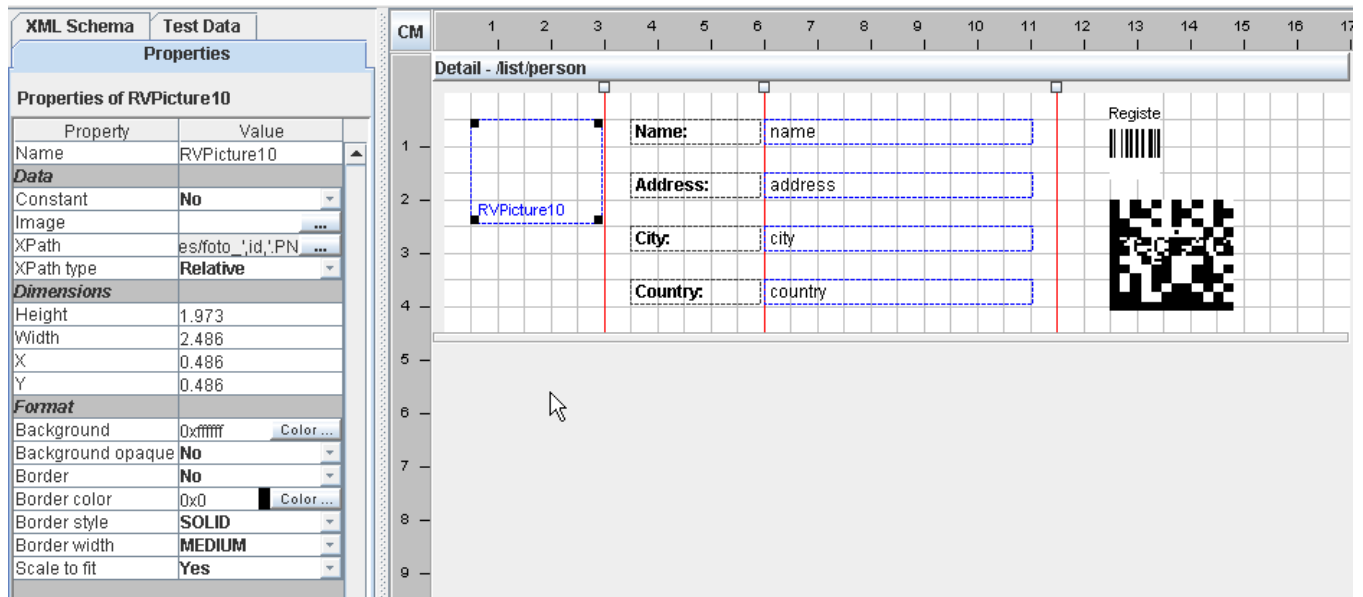 XML Schema Test Data
Properties
Properties of RVPicture10
Property Value
Name RVPicture10
Data
Constant No
Image ...
XPath es/foto_',id,'.PN ...
XPath type Relative
Dimensions
Height 1.973
Width 2.486
X 0.486
Y 0.486
Format
Background 0xffffff Color ...
Background opaque No
Border No
Border color 0x0 Color ...
Border style SOLID
Border width MEDIUM
Scale to fit Yes
CM 1 2 3 4 5 6 7 8 9 10 11 12 13 14 15 16 17
Detail - /list/person
1
2
3
4
5
6
7
8
9
RVPicture10
Name: name
Address: address
City: city
Country: country
Registe